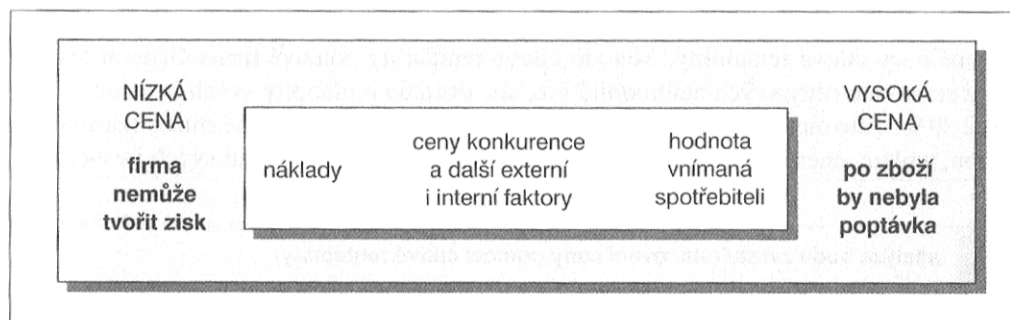 NÍZKÁ
CENA
firma
nemůže
tvořit zisk
náklady
ceny konkurence
a další externí
i interní faktory
hodnota
vnímaná
spotřebiteli
VYSOKÁ
CENA
po zboží
by nebyla
poptávka